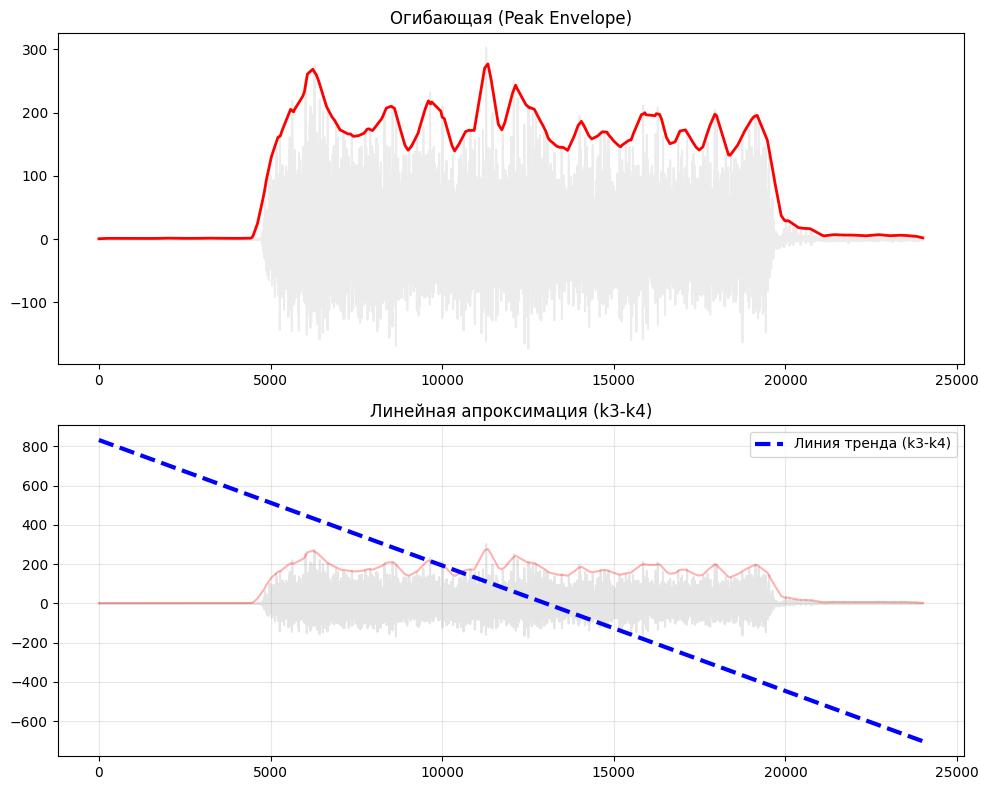 Огибающая (Peak Envelope)
300
200
100
0
−100
0 5000 10000 15000 20000 25000
Линейная апроксимация (k3-k4)
Линия тренда (k3-k4)
800
600
400
200
0
−200
−400
−600
0 5000 10000 15000 20000 25000